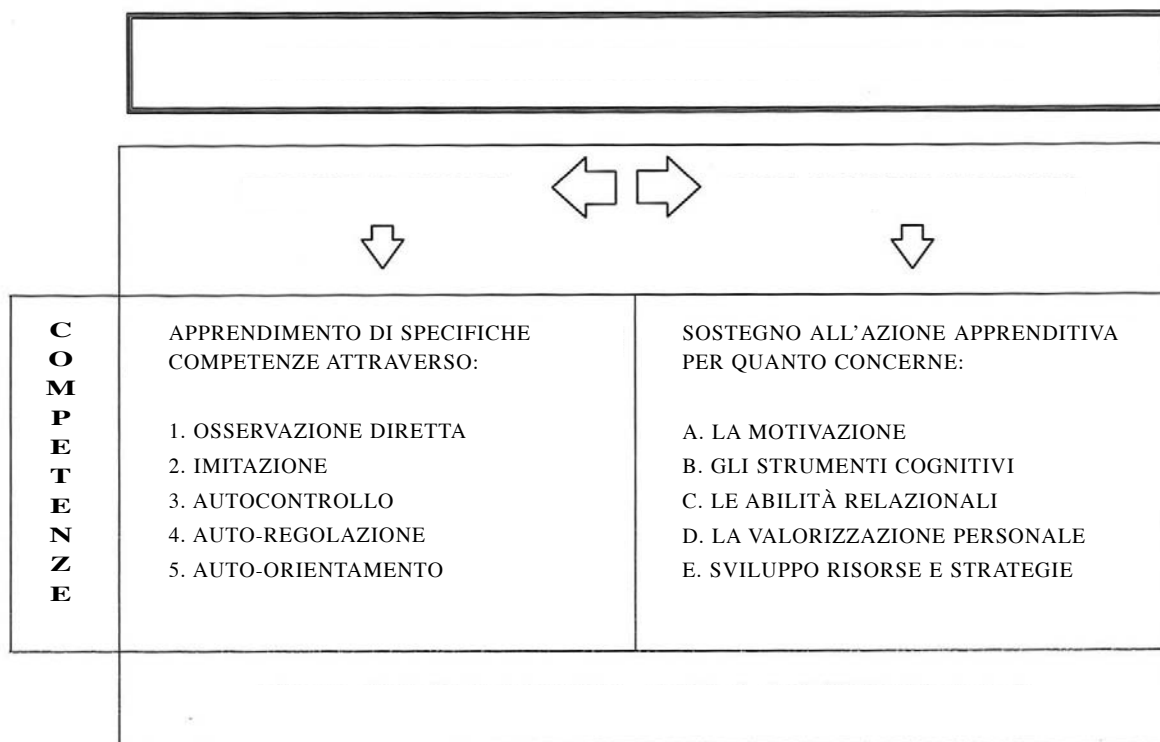 C
O
M
P
E
T
E
N
Z
E
APPRENDIMENTO DI SPECIFICHE
COMPETENZE ATTRAVERSO:
1. OSSERVAZIONE DIRETTA
2. IMITAZIONE
3. AUTOCONTROLLO
4. AUTO-REGOLAZIONE
5. AUTO-ORIENTAMENTO
SOSTEGNO ALL'AZIONE APPRENDITIVA
PER QUANTO CONCERNE:
A. LA MOTIVAZIONE
B. GLI STRUMENTI COGNITIVI
C. LE ABILITÀ RELAZIONALI
D. LA VALORIZZAZIONE PERSONALE
E. SVILUPPO RISORSE E STRATEGIE